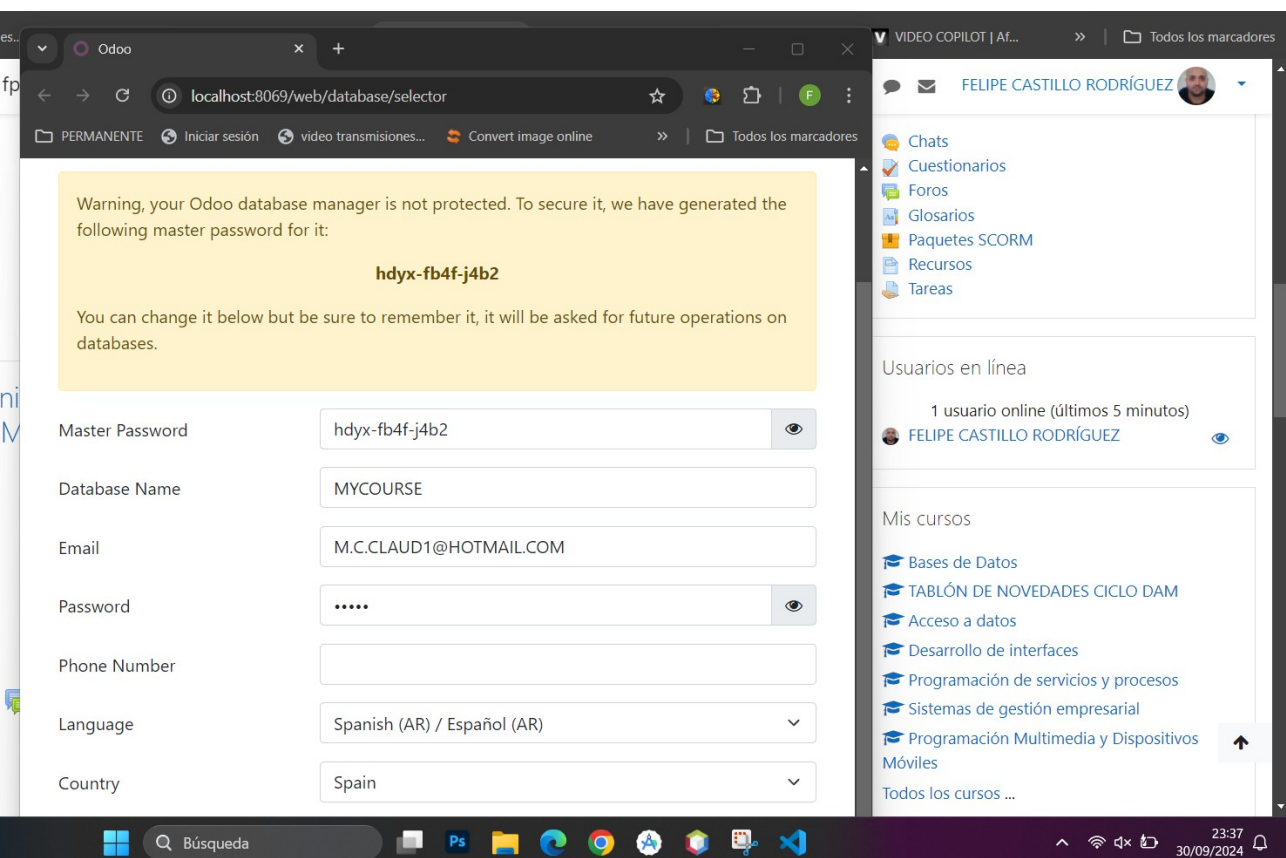 es..
Odoo
VIDEO COPILOT | Af...
Todos los marcadores
fp
localhost:8069/web/database/selector
FELIPE CASTILLO RODRÍGUEZ
F
PERMANENTE
Iniciar sesión
video transmisiones...
Convert image online
Todos los marcadores
Warning, your Odoo database manager is not protected. To secure it, we have generated the
following master password for it:
hdyx-fb4f-j4b2
You can change it below but be sure to remember it, it will be asked for future operations on
databases.
Master Password
hdyx-fb4f-j4b2
Database Name
MYCOURSE
Email
M.C.CLAUD1@HOTMAIL.COM
Password
•••••
Phone Number
Language
Spanish (AR) / Español (AR)
Country
Spain
Chats
Cuestionarios
Foros
Glosarios
Paquetes SCORM
Recursos
Tareas
Usuarios en línea
1 usuario online (últimos 5 minutos)
FELIPE CASTILLO RODRÍGUEZ
Mis cursos
Bases de Datos
TABLÓN DE NOVEDADES CICLO DAM
Acceso a datos
Desarrollo de interfaces
Programación de servicios y procesos
Sistemas de gestión empresarial
Programación Multimedia y Dispositivos
Móviles
Todos los cursos ...
ni
M
Búsqueda
Ps
23:37
30/09/2024